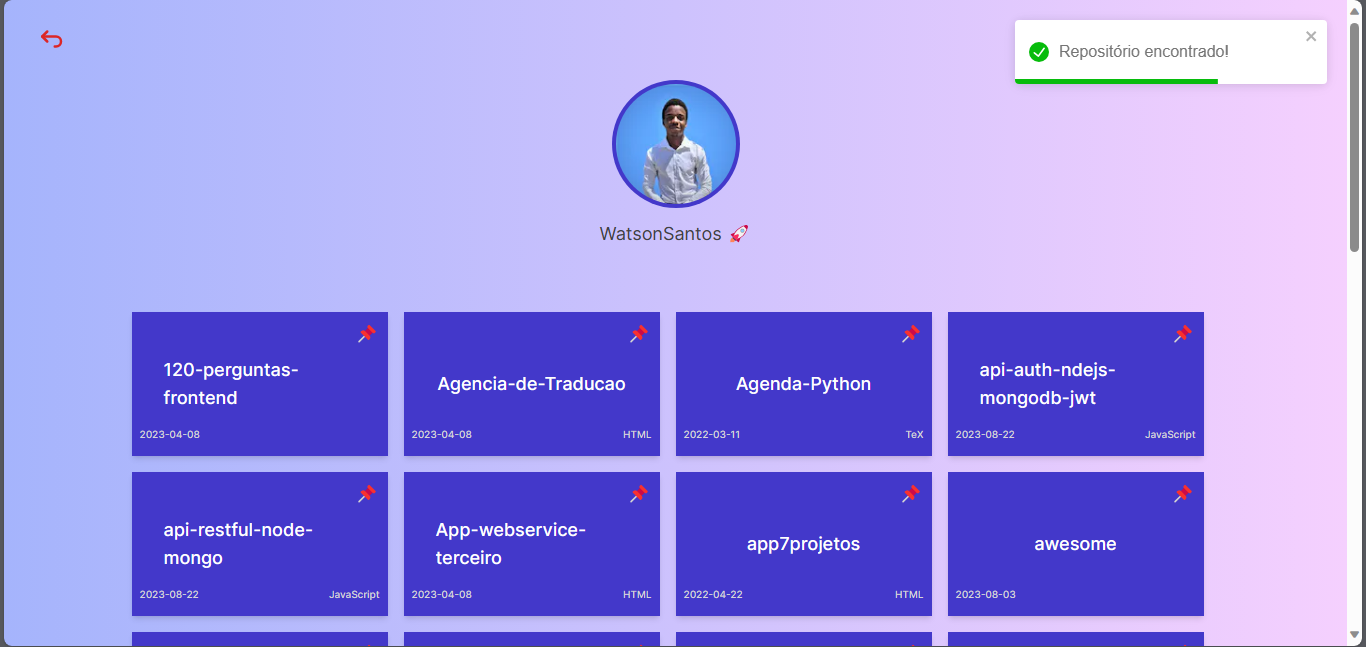 Repositório encontrado!
WatsonSantos 🚀
120-perguntas-
frontend
2023-04-08
Agencia-de-Traducao
2023-04-08 HTML
Agenda-Python
2022-03-11 TeX
api-auth-ndejs-
mongodb-jwt
2023-08-22 JavaScript
api-restful-node-
mongo
2023-08-22 JavaScript
App-webservice-
terceiro
2023-04-08 HTML
app7projetos
2022-04-22 HTML
awesome
2023-08-03